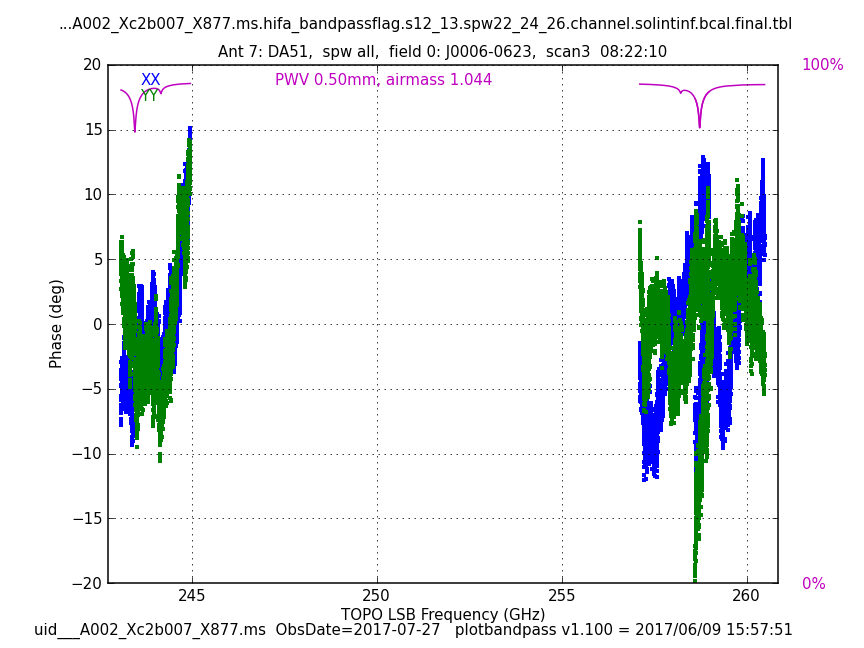 ...A002_Xc2b007_X877.ms.hifa_bandpassflag.s12_13.spw22_24_26.channel.solintinf.bcal.final.tbl
Ant 7: DA51,  spw all,  field 0: J0006-0623,  scan3  08:22:10
20
100%
XX
PWV 0.50mm, airmass 1.044
YY
15
10
5
0
−5
−10
−15
−20
0%
Phase (deg)
245
250
255
260
TOPO LSB Frequency (GHz)
uid___A002_Xc2b007_X877.ms  ObsDate=2017-07-27   plotbandpass v1.100 = 2017/06/09 15:57:51